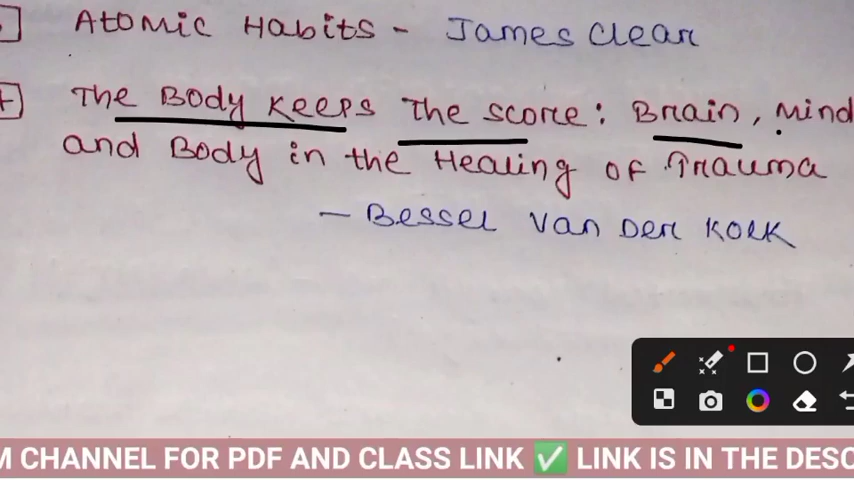 Atomic Habits - James Clear
The Body Keeps The score: Brain, Mind
and Body in the Healing of Trauma
- Bessel Van Der Kolk
M CHANNEL FOR PDF AND CLASS LINK ✅ LINK IS IN THE DESC